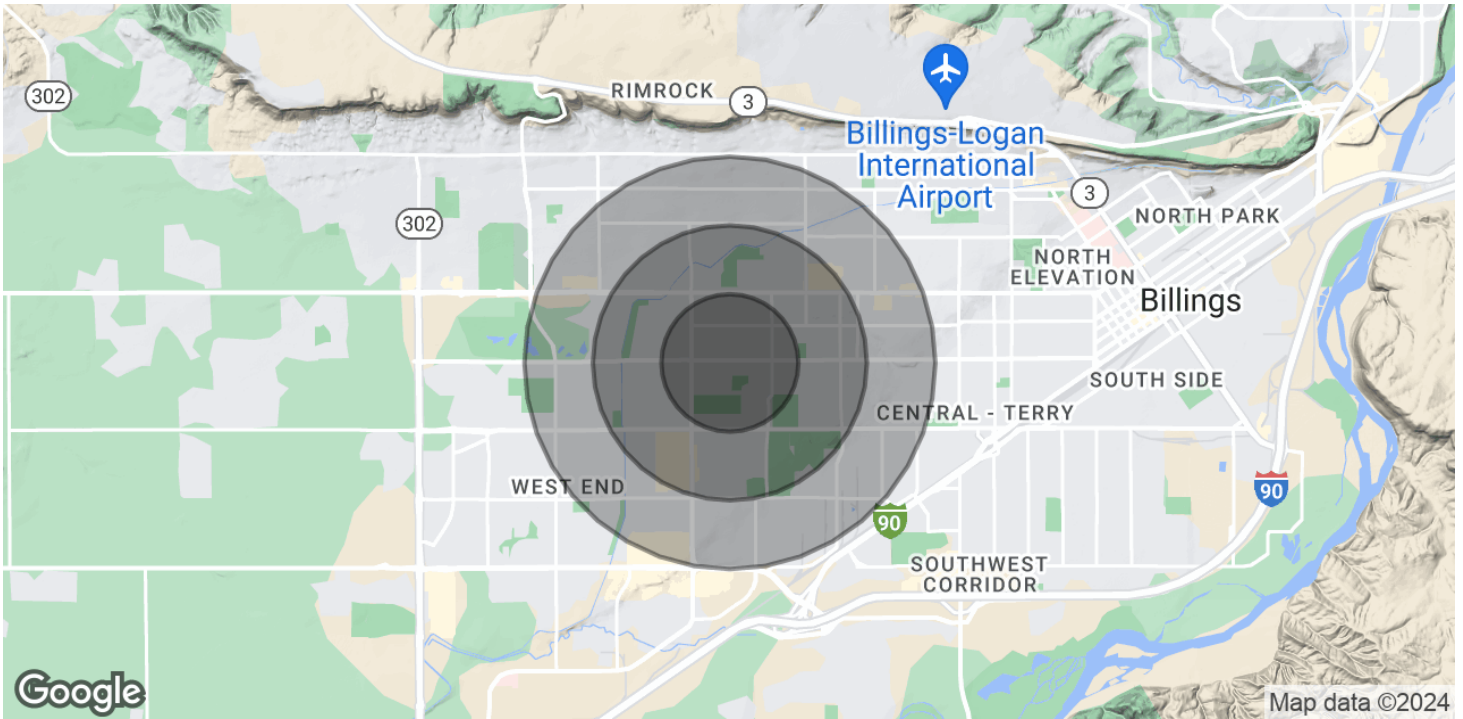 302
RIMROCK
3
Billings-Logan
International
Airport
3
302
NORTH PARK
NORTH
ELEVATION
Billings
SOUTH SIDE
CENTRAL - TERRY
WEST END
90
90
SOUTHWEST
CORRIDOR
Google
Map data ©2024